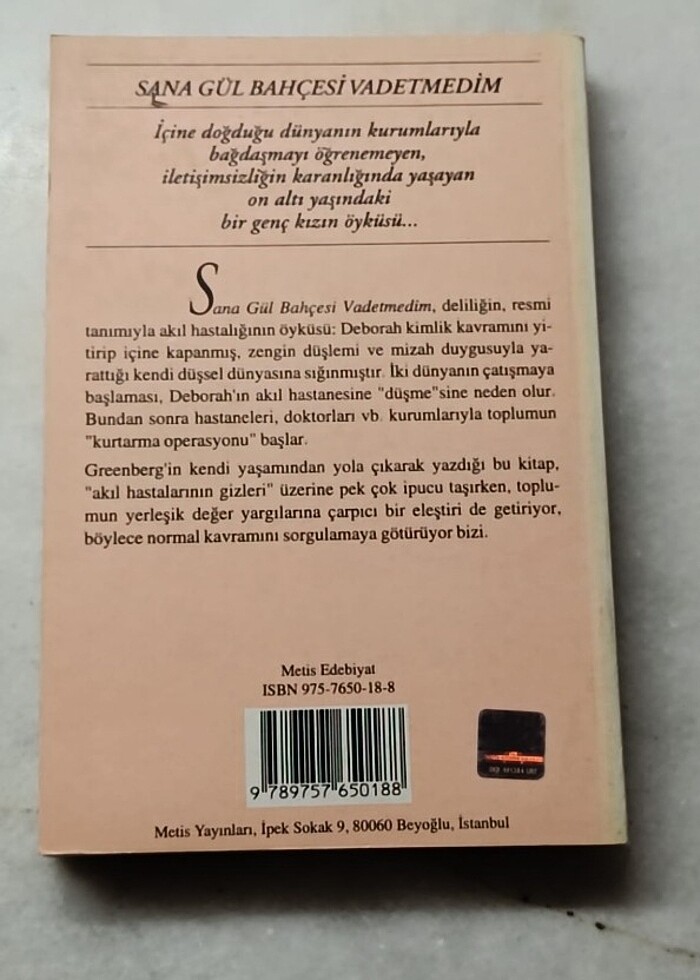 SANA GÜL BAHÇESİ VADETMEDİM
İçine doğduğu dünyanın kurumlarıyla
bağdaşmayı öğrenemeyen,
iletişimsizliğin karanlığında yaşayan
on altı yaşındaki
bir genç kızın öyküsü...
Sana Gül Bahçesi Vadetmedim, deliliğin, resmi
tanımıyla akıl hastalığının öyküsü: Deborah kimlik kavramını yi-
tirip içine kapanmış, zengin düşlemi ve mizah duygusuyla ya-
rattığı kendi düşsel dünyasına sığınmıştır. İki dünyanın çatışmaya
başlaması, Deborah'ın akıl hastanesine "düşme"sine neden olur.
Bundan sonra hastaneleri, doktorları vb. kurumlarıyla toplumun
"kurtarma operasyonu" başlar.
Greenberg'in kendi yaşamından yola çıkarak yazdığı bu kitap,
"akıl hastalarının gizleri" üzerine pek çok ipucu taşırken, toplu-
mun yerleşik değer yargılarına çarpıcı bir eleştiri de getiriyor,
böylece normal kavramını sorgulamaya götürüyor bizi.
Metis Edebiyat
ISBN 975-7650-18-8
9 789757 650188
Metis Yayınları, İpek Sokak 9, 80060 Beyoğlu, İstanbul